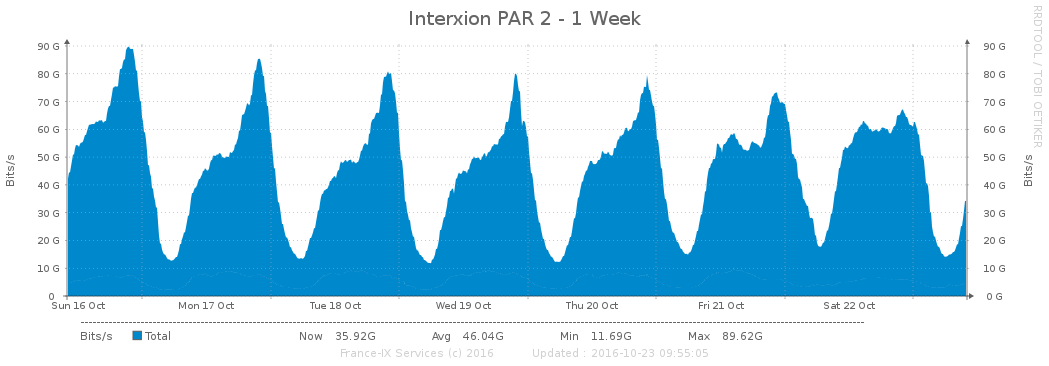 Interxion PAR 2 - 1 Week
RRDTOOL / TOBI OETIKER
Bits/s
90 G 90 G
80 G 80 G
70 G 70 G
60 G 60 G
50 G 50 G
40 G 40 G
30 G 30 G
20 G 20 G
10 G 10 G
0 0 G
Bits/s
Sun 16 Oct Mon 17 Oct Tue 18 Oct Wed 19 Oct Thu 20 Oct Fri 21 Oct Sat 22 Oct
Bits/s Total Now 35.92G Avg 46.04G Min 11.69G Max 89.62G
France-IX Services (c) 2016 Updated : 2016-10-23 09:55:05